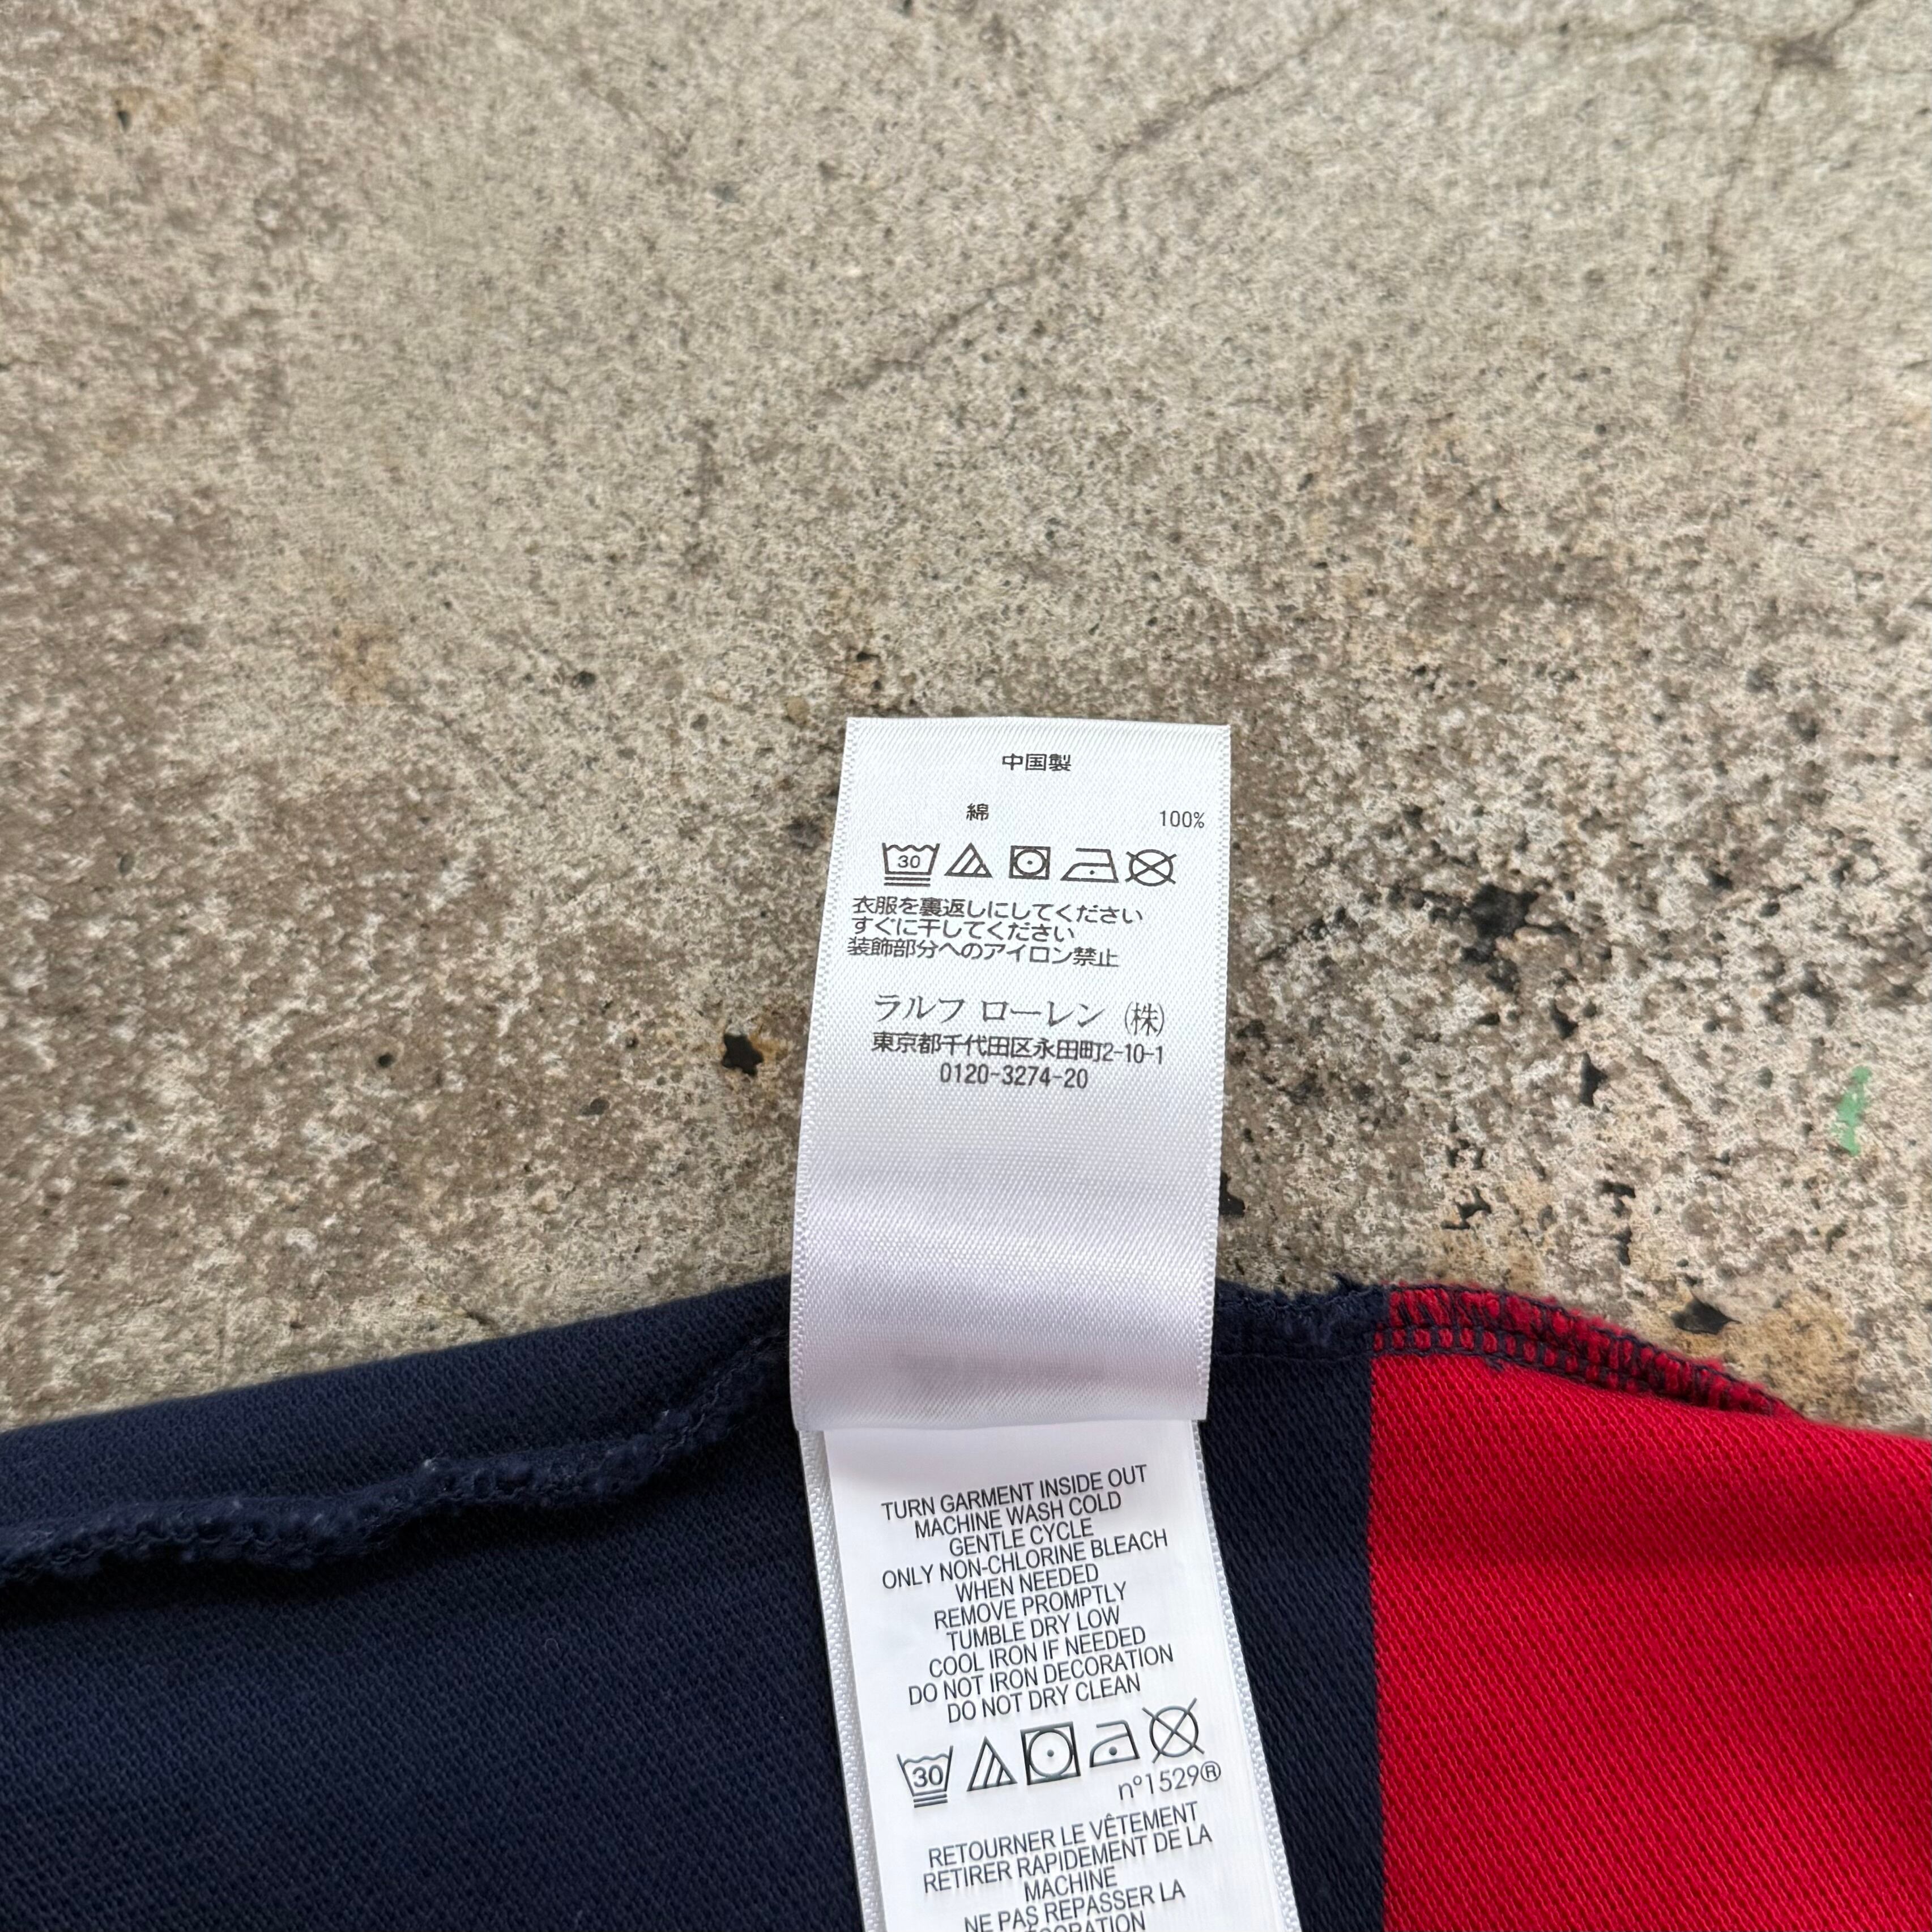 中国製
綿 100%
30
衣服を裏返しにしてください
すぐに干してください
装飾部分へのアイロン禁止
ラルフ ローレン (株)
東京都千代田区永田町2-10-1
0120-3274-20
TURN GARMENT INSIDE OUT
MACHINE WASH COLD
GENTLE CYCLE
ONLY NON-CHLORINE BLEACH
WHEN NEEDED
REMOVE PROMPTLY
TUMBLE DRY LOW
COOL IRON IF NEEDED
DO NOT IRON DECORATION
DO NOT DRY CLEAN
30
n°1529®
RETOURNER LE VÊTEMENT
RETIRER RAPIDEMENT DE LA
MACHINE
NE PAS REPASSER LA